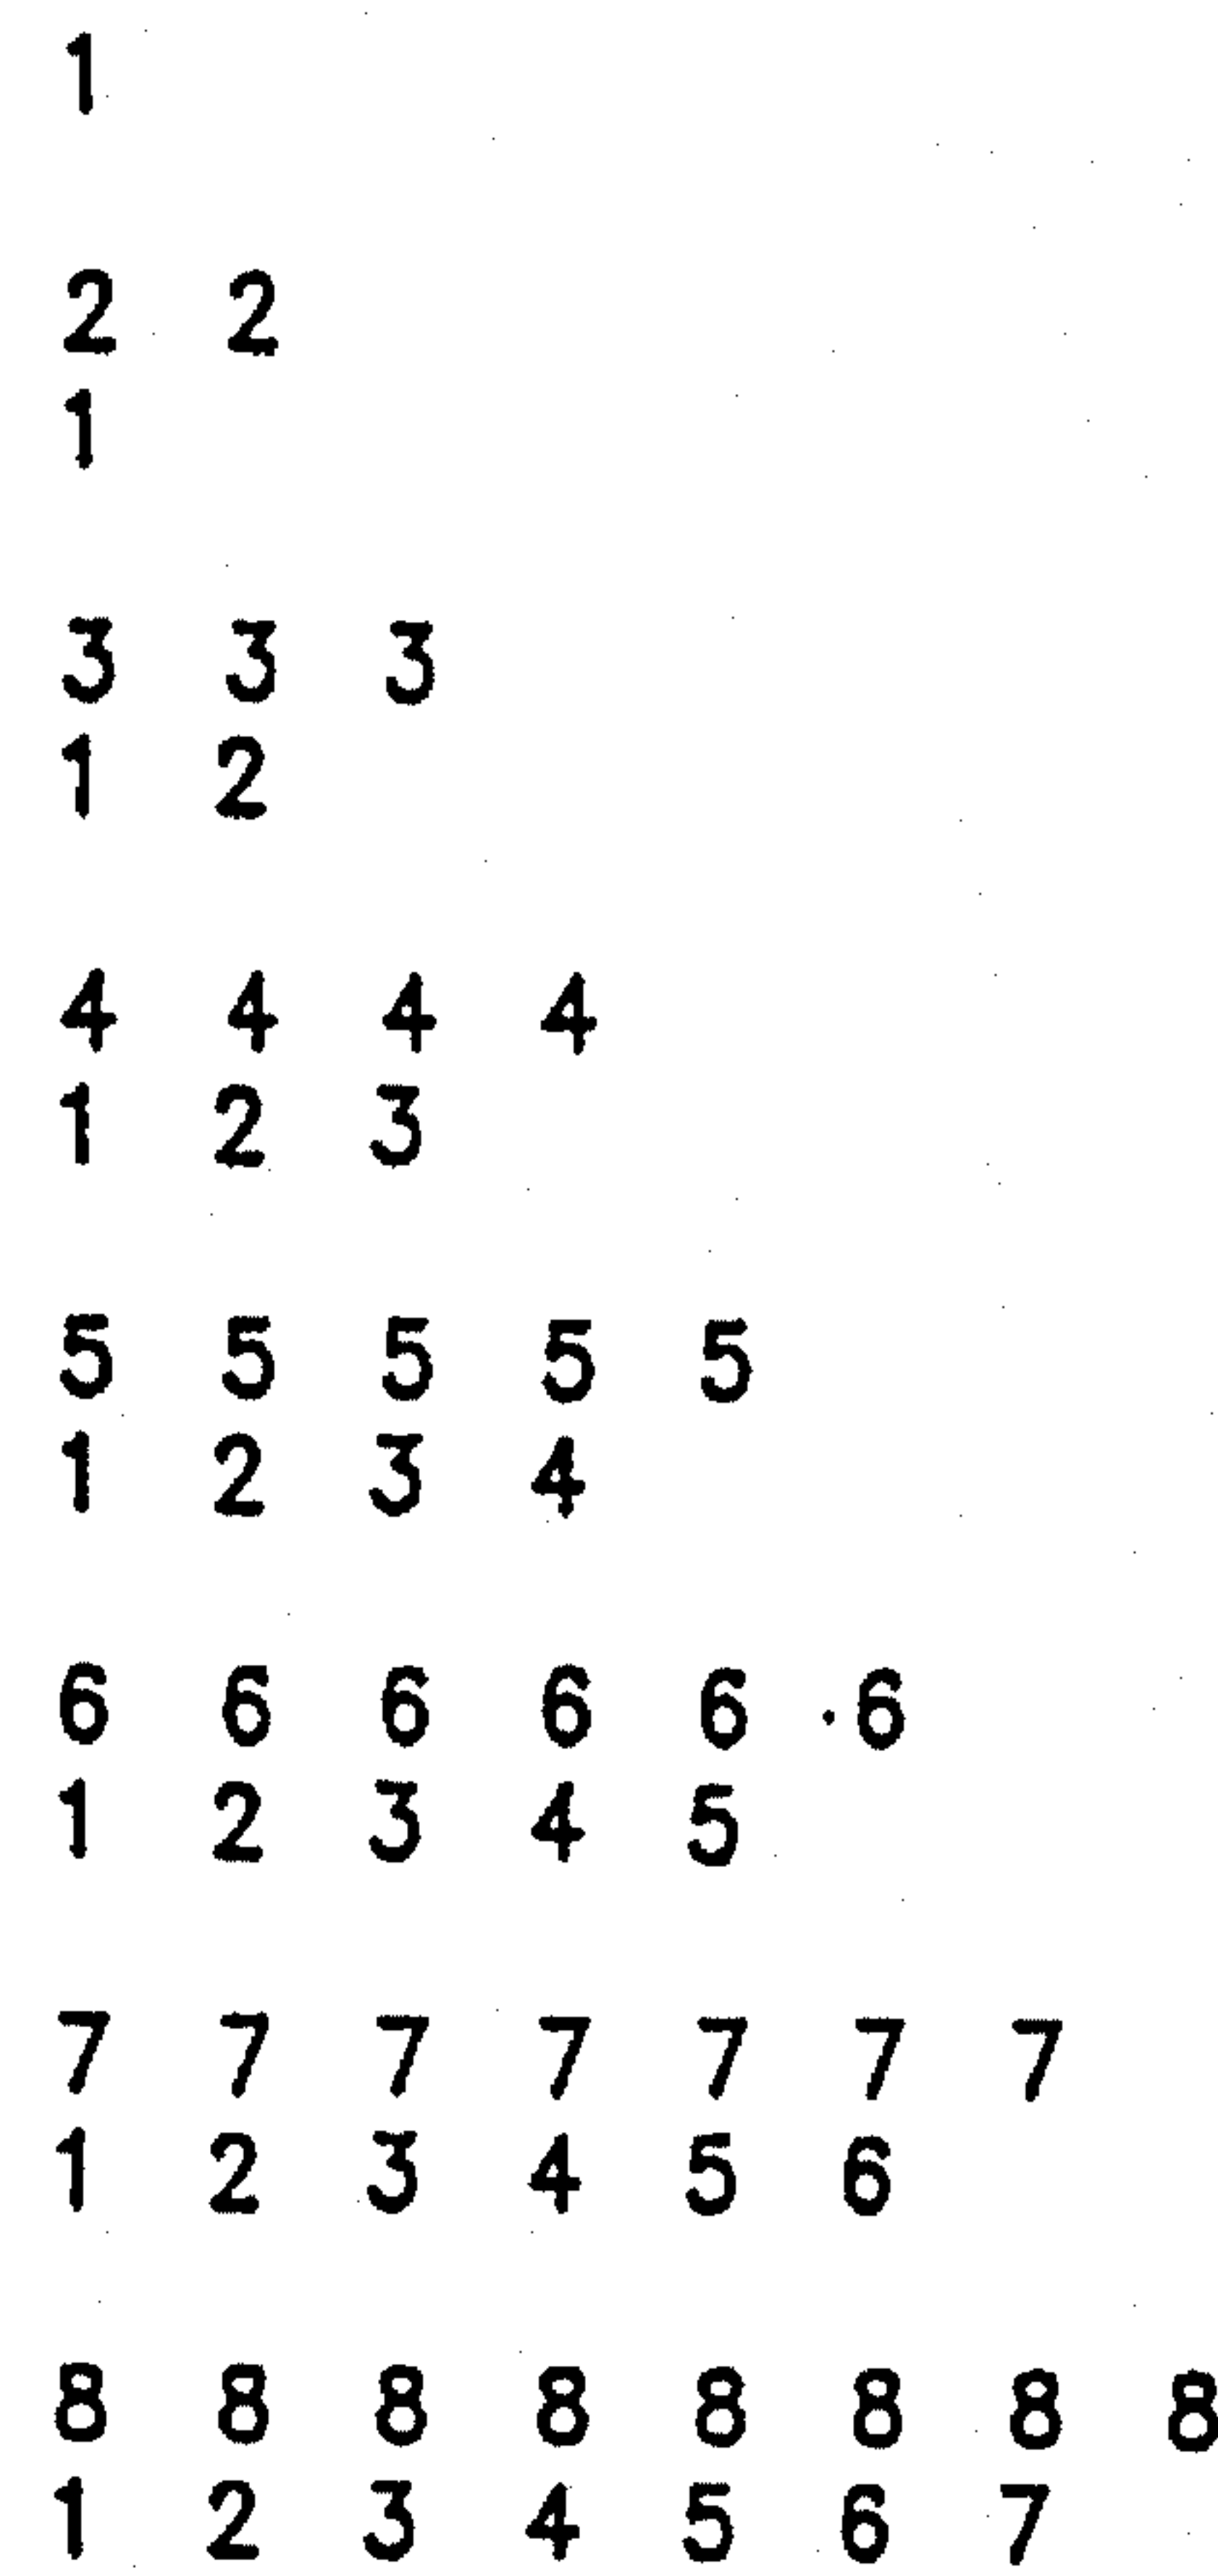 1
2 2
1
3 3 3
1 2
4 4 4 4
1 2 3
5 5 5 5 5
1 2 3 4
6 6 6 6 6 6
1 2 3 4 5
7 7 7 7 7 7 7
1 2 3 4 5 6
8 8 8 8 8 8 8 8
1 2 3 4 5 6 7